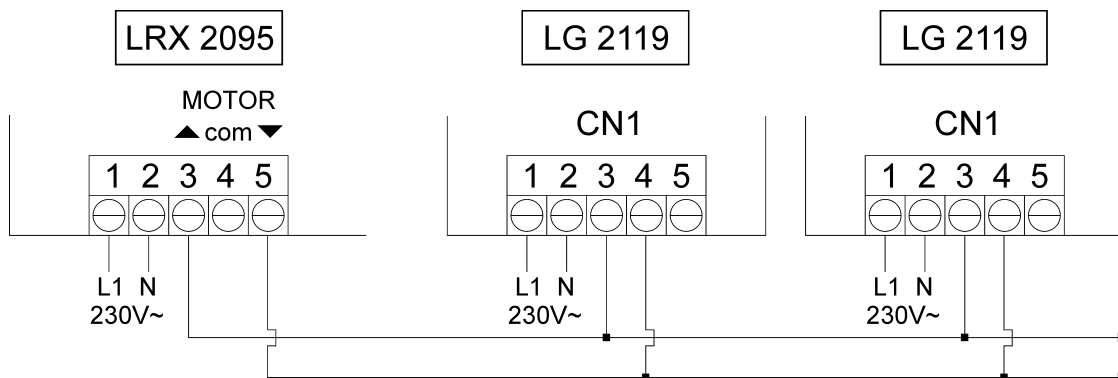 LRX 2095
LG 2119
LG 2119
MOTOR
▲ com ▼
CN1
CN1
1 2 3 4 5
1 2 3 4 5
1 2 3 4 5
L1 N
230V~
L1 N
230V~
L1 N
230V~